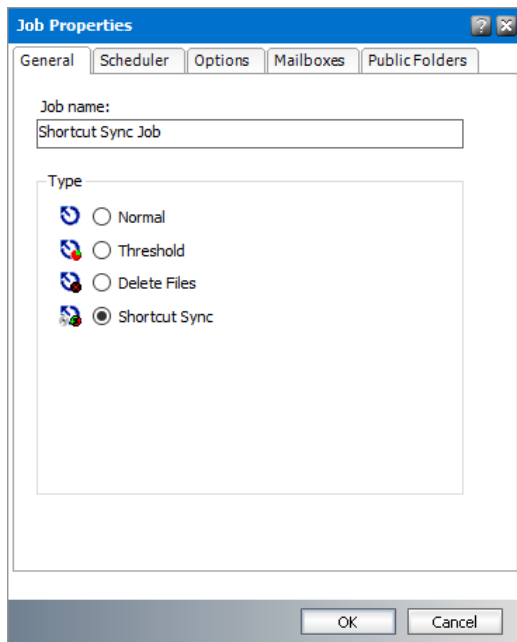 Job Properties
General Scheduler Options Mailboxes Public Folders
Job name:
Shortcut Sync Job
Type
Normal
Threshold
Delete Files
Shortcut Sync
OK Cancel